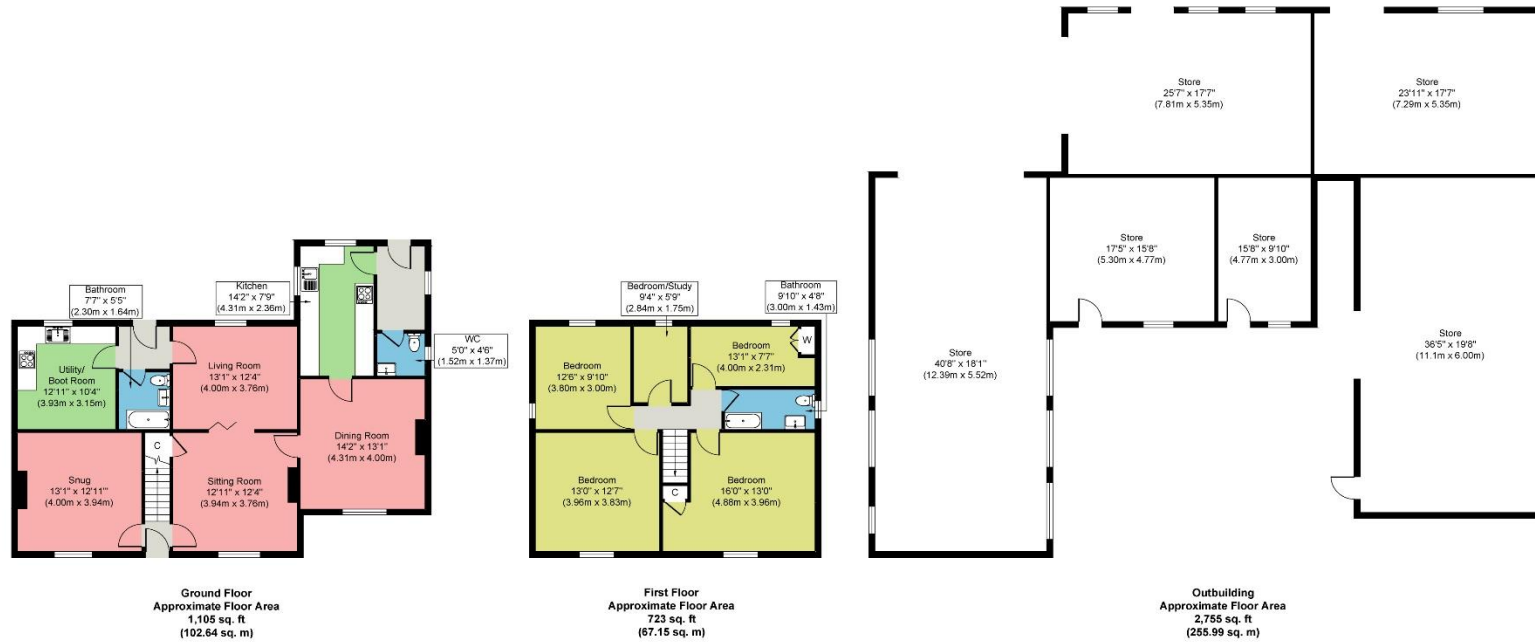 Bathroom
7'7" x 5'5"
(2.30m x 1.64m)
Kitchen
14'2" x 7'9"
(4.31m x 2.36m)
WC
5'0" x 4'6"
(1.52m x 1.37m)
Utility/
Boot Room
12'11" x 10'4"
(3.93m x 3.15m)
Living Room
13'1" x 12'4"
(4.00m x 3.76m)
Dining Room
14'2" x 13'1"
(4.31m x 4.00m)
C
Snug
13'1" x 12'11"
(4.00m x 3.94m)
Sitting Room
12'11" x 12'4"
(3.94m x 3.76m)
Ground Floor
Approximate Floor Area
1,105 sq. ft
(102.64 sq. m)
Bedroom/Study
9'4" x 5'9"
(2.84m x 1.75m)
Bathroom
9'10" x 4'8"
(3.00m x 1.43m)
Bedroom
12'6" x 9'10"
(3.80m x 3.00m)
Bedroom
13'1" x 7'7"
(4.00m x 2.31m)
W
Bedroom
13'0" x 12'7"
(3.96m x 3.83m)
C
Bedroom
16'0" x 13'0"
(4.88m x 3.96m)
First Floor
Approximate Floor Area
723 sq. ft
(67.15 sq. m)
Store
25'7" x 17'7"
(7.81m x 5.35m)
Store
23'11" x 17'7"
(7.29m x 5.35m)
Store
17'5" x 15'8"
(5.30m x 4.77m)
Store
15'8" x 9'10"
(4.77m x 3.00m)
Store
40'8" x 18'1"
(12.39m x 5.52m)
Store
36'5" x 19'8"
(11.1m x 6.00m)
Outbuilding
Approximate Floor Area
2,755 sq. ft
(255.99 sq. m)